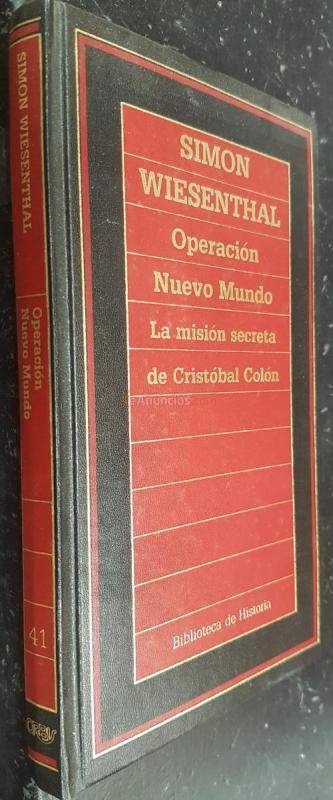 SIMON
WIESENTHAL
Operación
Nuevo Mundo
La misión secreta
de Cristóbal Colón
Biblioteca de Historia
SIMON WIESENTHAL
Operación
Nuevo Mundo
41
ORBIS